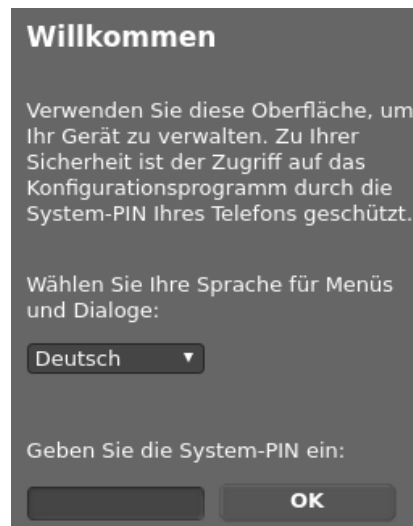 Willkommen
Verwenden Sie diese Oberfläche, um
Ihr Gerät zu verwalten. Zu Ihrer
Sicherheit ist der Zugriff auf das
Konfigurationsprogramm durch die
System-PIN Ihres Telefons geschützt.
Wählen Sie Ihre Sprache für Menüs
und Dialoge:
Deutsch
Geben Sie die System-PIN ein:
OK